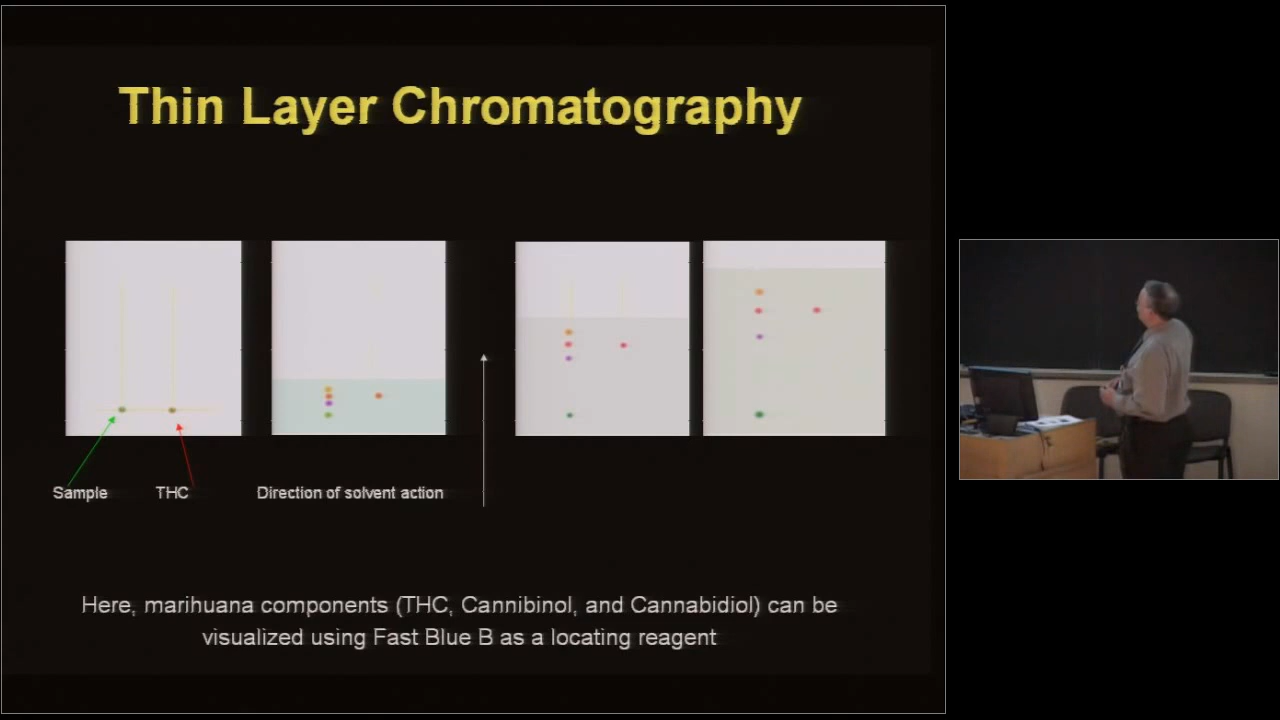 Thin Layer Chromatography
Sample
THC
Direction of solvent action
Here, marihuana components (THC, Cannibinol, and Cannabidiol) can be
visualized using Fast Blue B as a locating reagent